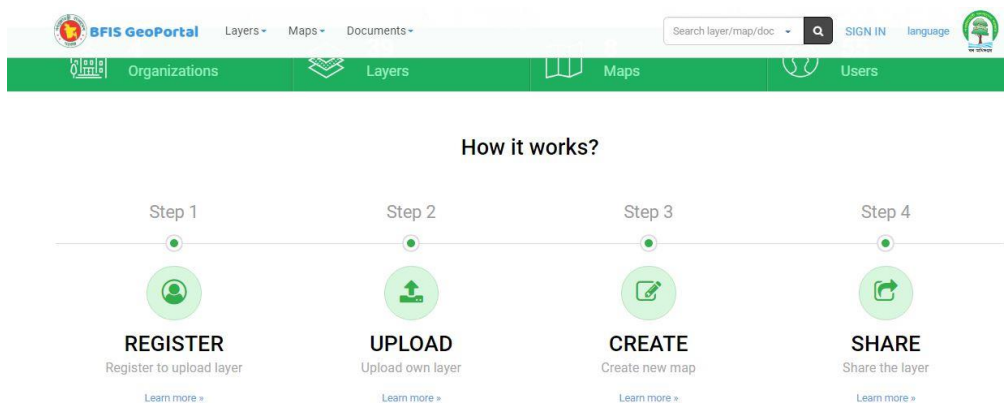 BFIS GeoPortal Layers Maps Documents Search layer/map/doc SIGN IN language
Organizations Layers Maps Users
How it works?
Step 1 Step 2 Step 3 Step 4
REGISTER UPLOAD CREATE SHARE
Register to upload layer Upload own layer Create new map Share the layer
Learn more » Learn more » Learn more » Learn more »